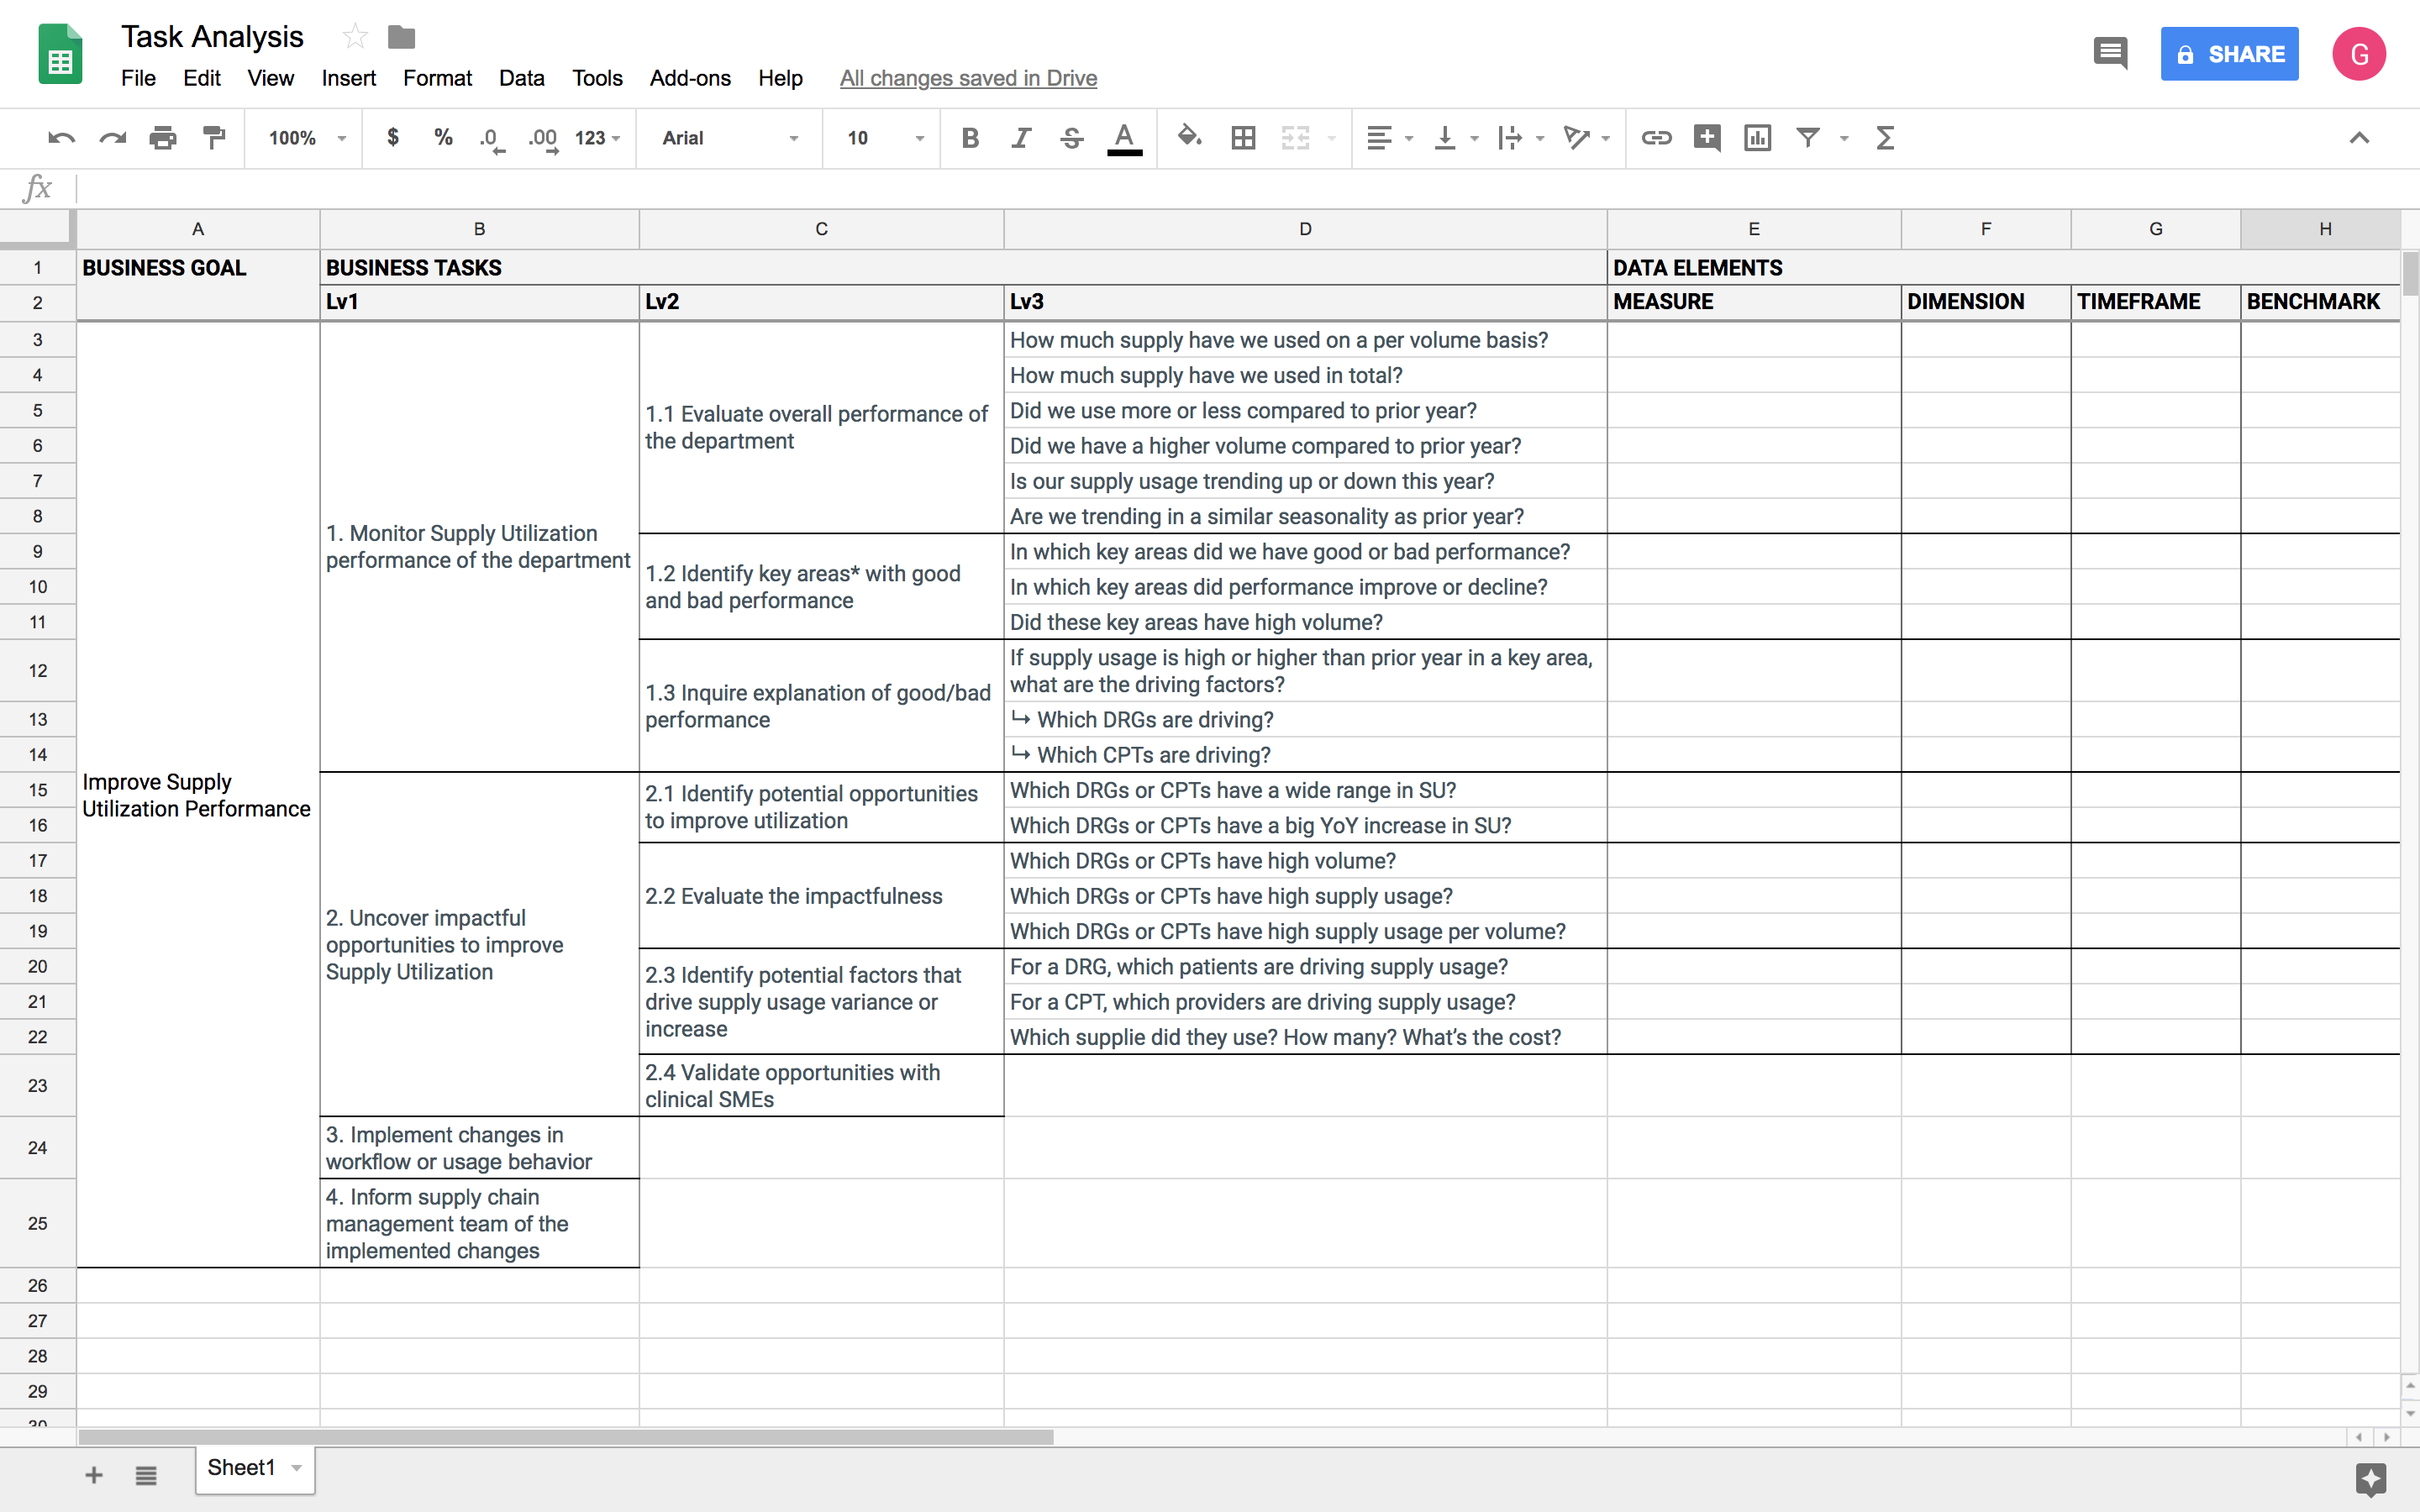 Task Analysis
File Edit View Insert Format Data Tools Add-ons Help All changes saved in Drive
SHARE
G
100% $ % .0 .00 123 Arial 10 B I S A Σ
fx
A B C D E F G H
1 BUSINESS GOAL BUSINESS TASKS DATA ELEMENTS
2 Lv1 Lv2 Lv3 MEASURE DIMENSION TIMEFRAME BENCHMARK
Improve Supply
Utilization Performance
1. Monitor Supply Utilization
performance of the department
1.1 Evaluate overall performance of
the department
3 How much supply have we used on a per volume basis?
4 How much supply have we used in total?
5 Did we use more or less compared to prior year?
6 Did we have a higher volume compared to prior year?
7 Is our supply usage trending up or down this year?
8 Are we trending in a similar seasonality as prior year?
1.2 Identify key areas* with good
and bad performance
9 In which key areas did we have good or bad performance?
10 In which key areas did performance improve or decline?
11 Did these key areas have high volume?
1.3 Inquire explanation of good/bad
performance
12 If supply usage is high or higher than prior year in a key area,
what are the driving factors?
13 ↪ Which DRGs are driving?
14 ↪ Which CPTs are driving?
2. Uncover impactful
opportunities to improve
Supply Utilization
2.1 Identify potential opportunities
to improve utilization
15 Which DRGs or CPTs have a wide range in SU?
16 Which DRGs or CPTs have a big YoY increase in SU?
2.2 Evaluate the impactfulness
17 Which DRGs or CPTs have high volume?
18 Which DRGs or CPTs have high supply usage?
19 Which DRGs or CPTs have high supply usage per volume?
2.3 Identify potential factors that
drive supply usage variance or
increase
20 For a DRG, which patients are driving supply usage?
21 For a CPT, which providers are driving supply usage?
22 Which supplie did they use? How many? What's the cost?
23 2.4 Validate opportunities with
clinical SMEs
24 3. Implement changes in
workflow or usage behavior
25 4. Inform supply chain
management team of the
implemented changes
26
27
28
29
30
Sheet1